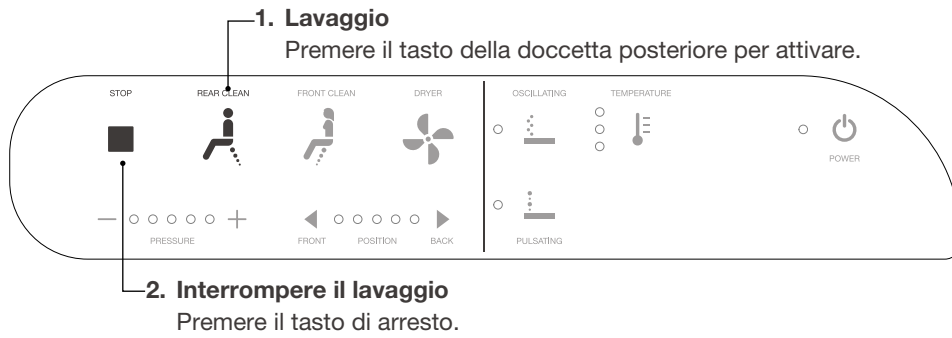 1. Lavaggio
Premere il tasto della doccetta posteriore per attivare.
STOP
REAR CLEAN
FRONT CLEAN
DRYER
OSCILLATING
TEMPERATURE
POWER
PRESSURE
FRONT
POSITION
BACK
PULSATING
2. Interrompere il lavaggio
Premere il tasto di arresto.